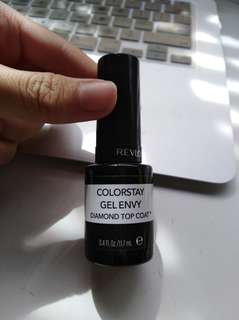 COLORSTAY
GEL ENVY
DIAMOND TOP COAT
0.4 fl Oz/11.7 mL e